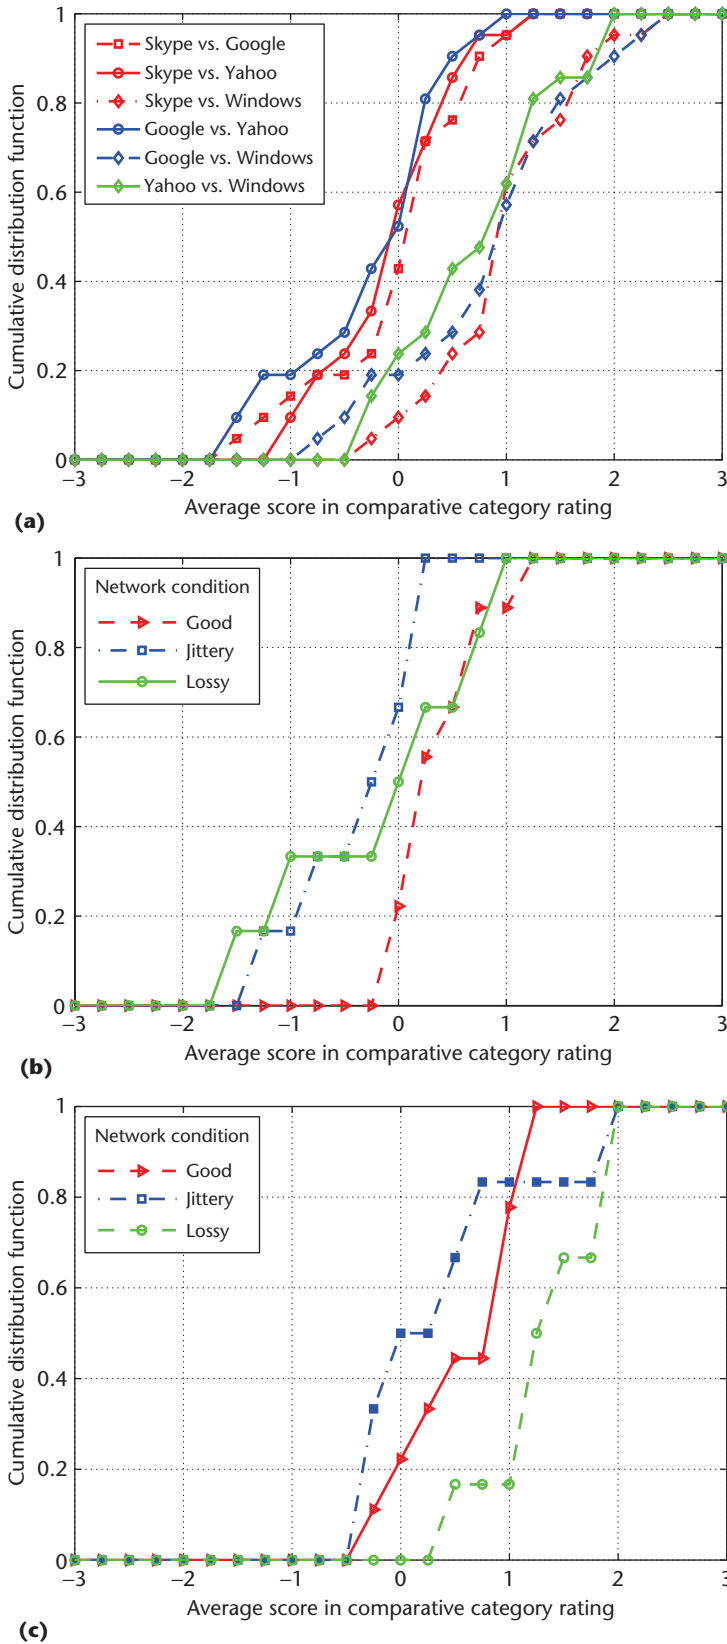 1
0.8
0.6
0.4
0.2
0
Cumulative distribution function
Skype vs. Google
Skype vs. Yahoo
Skype vs. Windows
Google vs. Yahoo
Google vs. Windows
Yahoo vs. Windows
−3 −2 −1 0 1 2 3
Average score in comparative category rating
(a)
1
0.8
0.6
0.4
0.2
0
Cumulative distribution function
Network condition
Good
Jittery
Lossy
−3 −2 −1 0 1 2 3
Average score in comparative category rating
(b)
1
0.8
0.6
0.4
0.2
0
Cumulative distribution function
Network condition
Good
Jittery
Lossy
−3 −2 −1 0 1 2 3
Average score in comparative category rating
(c)